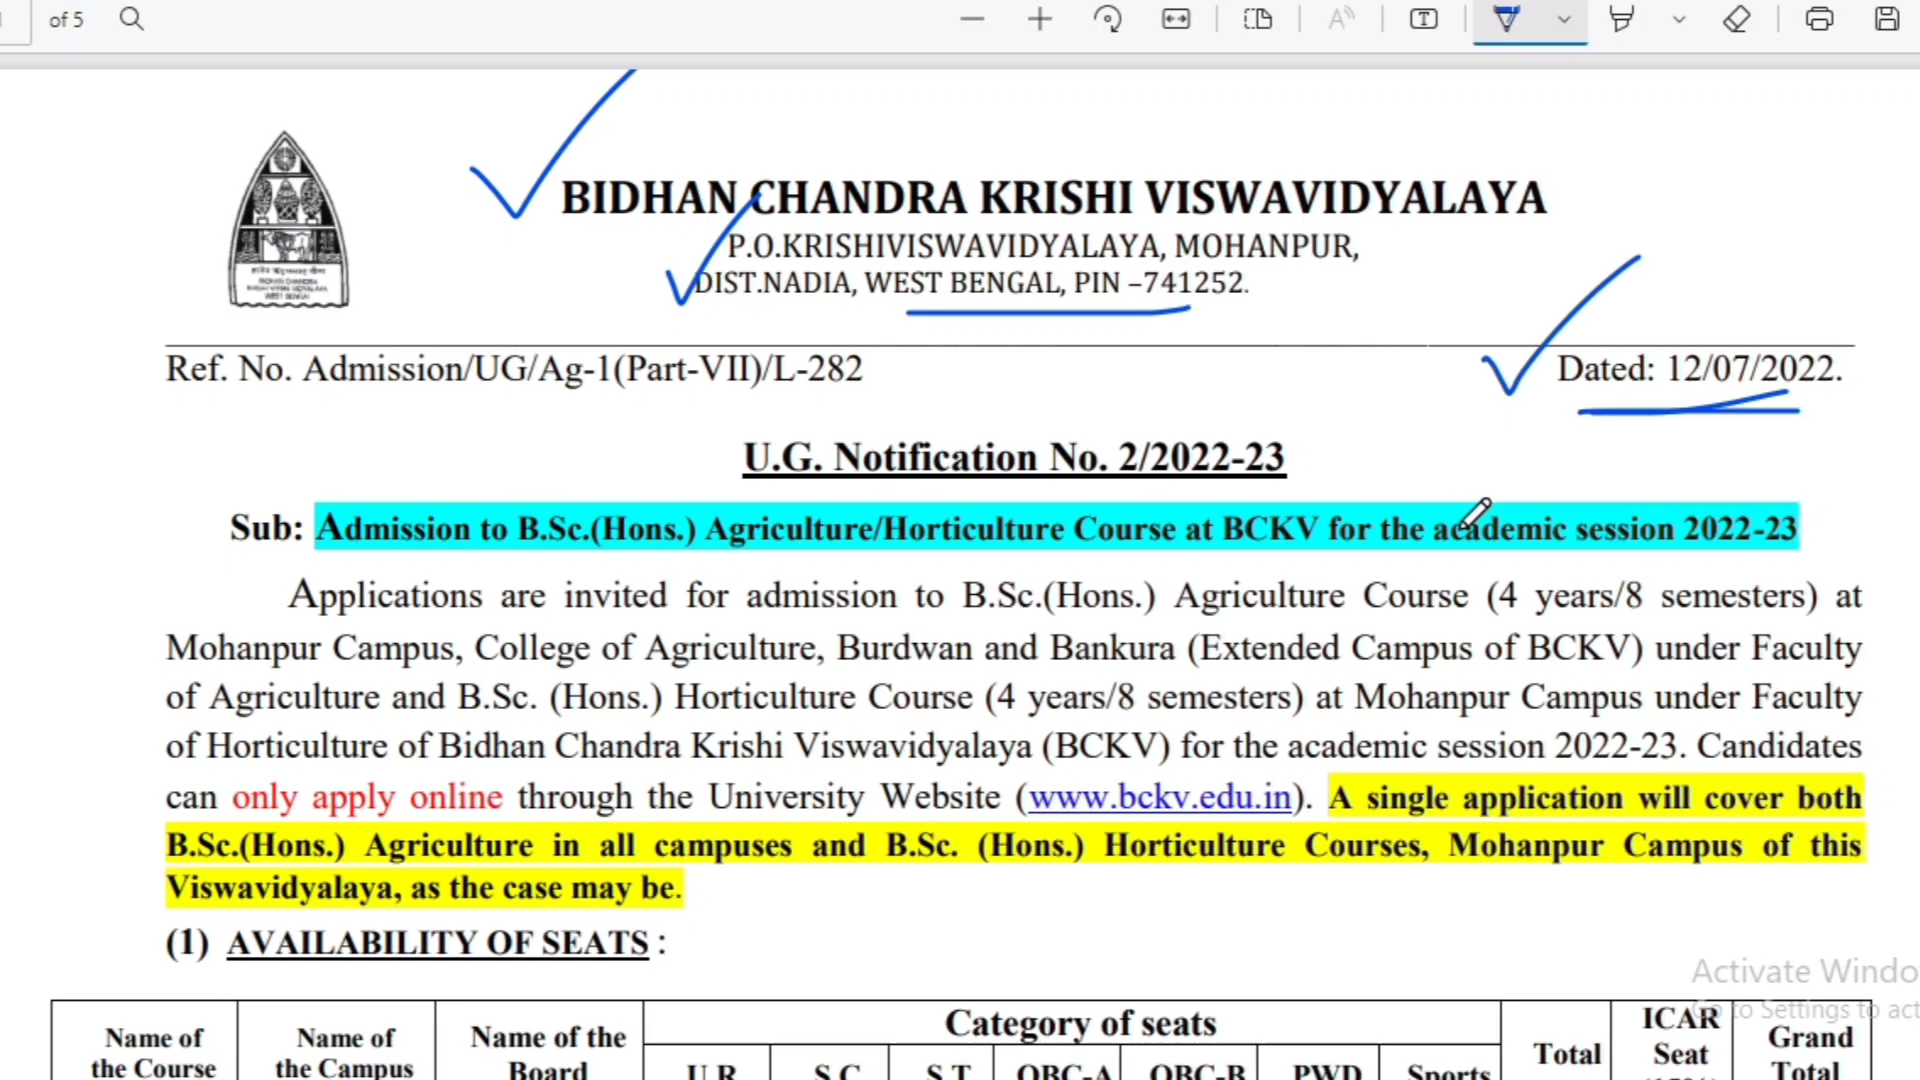 of 5
BIDHAN CHANDRA KRISHI VISWAVIDYALAYA
P.O.KRISHIVISWAVIDYALAYA, MOHANPUR,
DIST.NADIA, WEST BENGAL, PIN –741252.
Ref. No. Admission/UG/Ag-1(Part-VII)/L-282 Dated: 12/07/2022.
U.G. Notification No. 2/2022-23
Sub: Admission to B.Sc.(Hons.) Agriculture/Horticulture Course at BCKV for the academic session 2022-23
Applications are invited for admission to B.Sc.(Hons.) Agriculture Course (4 years/8 semesters) at
Mohanpur Campus, College of Agriculture, Burdwan and Bankura (Extended Campus of BCKV) under Faculty
of Agriculture and B.Sc. (Hons.) Horticulture Course (4 years/8 semesters) at Mohanpur Campus under Faculty
of Horticulture of Bidhan Chandra Krishi Viswavidyalaya (BCKV) for the academic session 2022-23. Candidates
can only apply online through the University Website (www.bckv.edu.in). A single application will cover both
B.Sc.(Hons.) Agriculture in all campuses and B.Sc. (Hons.) Horticulture Courses, Mohanpur Campus of this
Viswavidyalaya, as the case may be.
(1) AVAILABILITY OF SEATS :
Name of
the Course
Name of
the Campus
Name of the
Board
Category of seats
U.R S.C S.T OBC-A OBC-B PWD Sports
Total
ICAR
Seat
Grand
Total
Activate Windo
Go to Settings to act